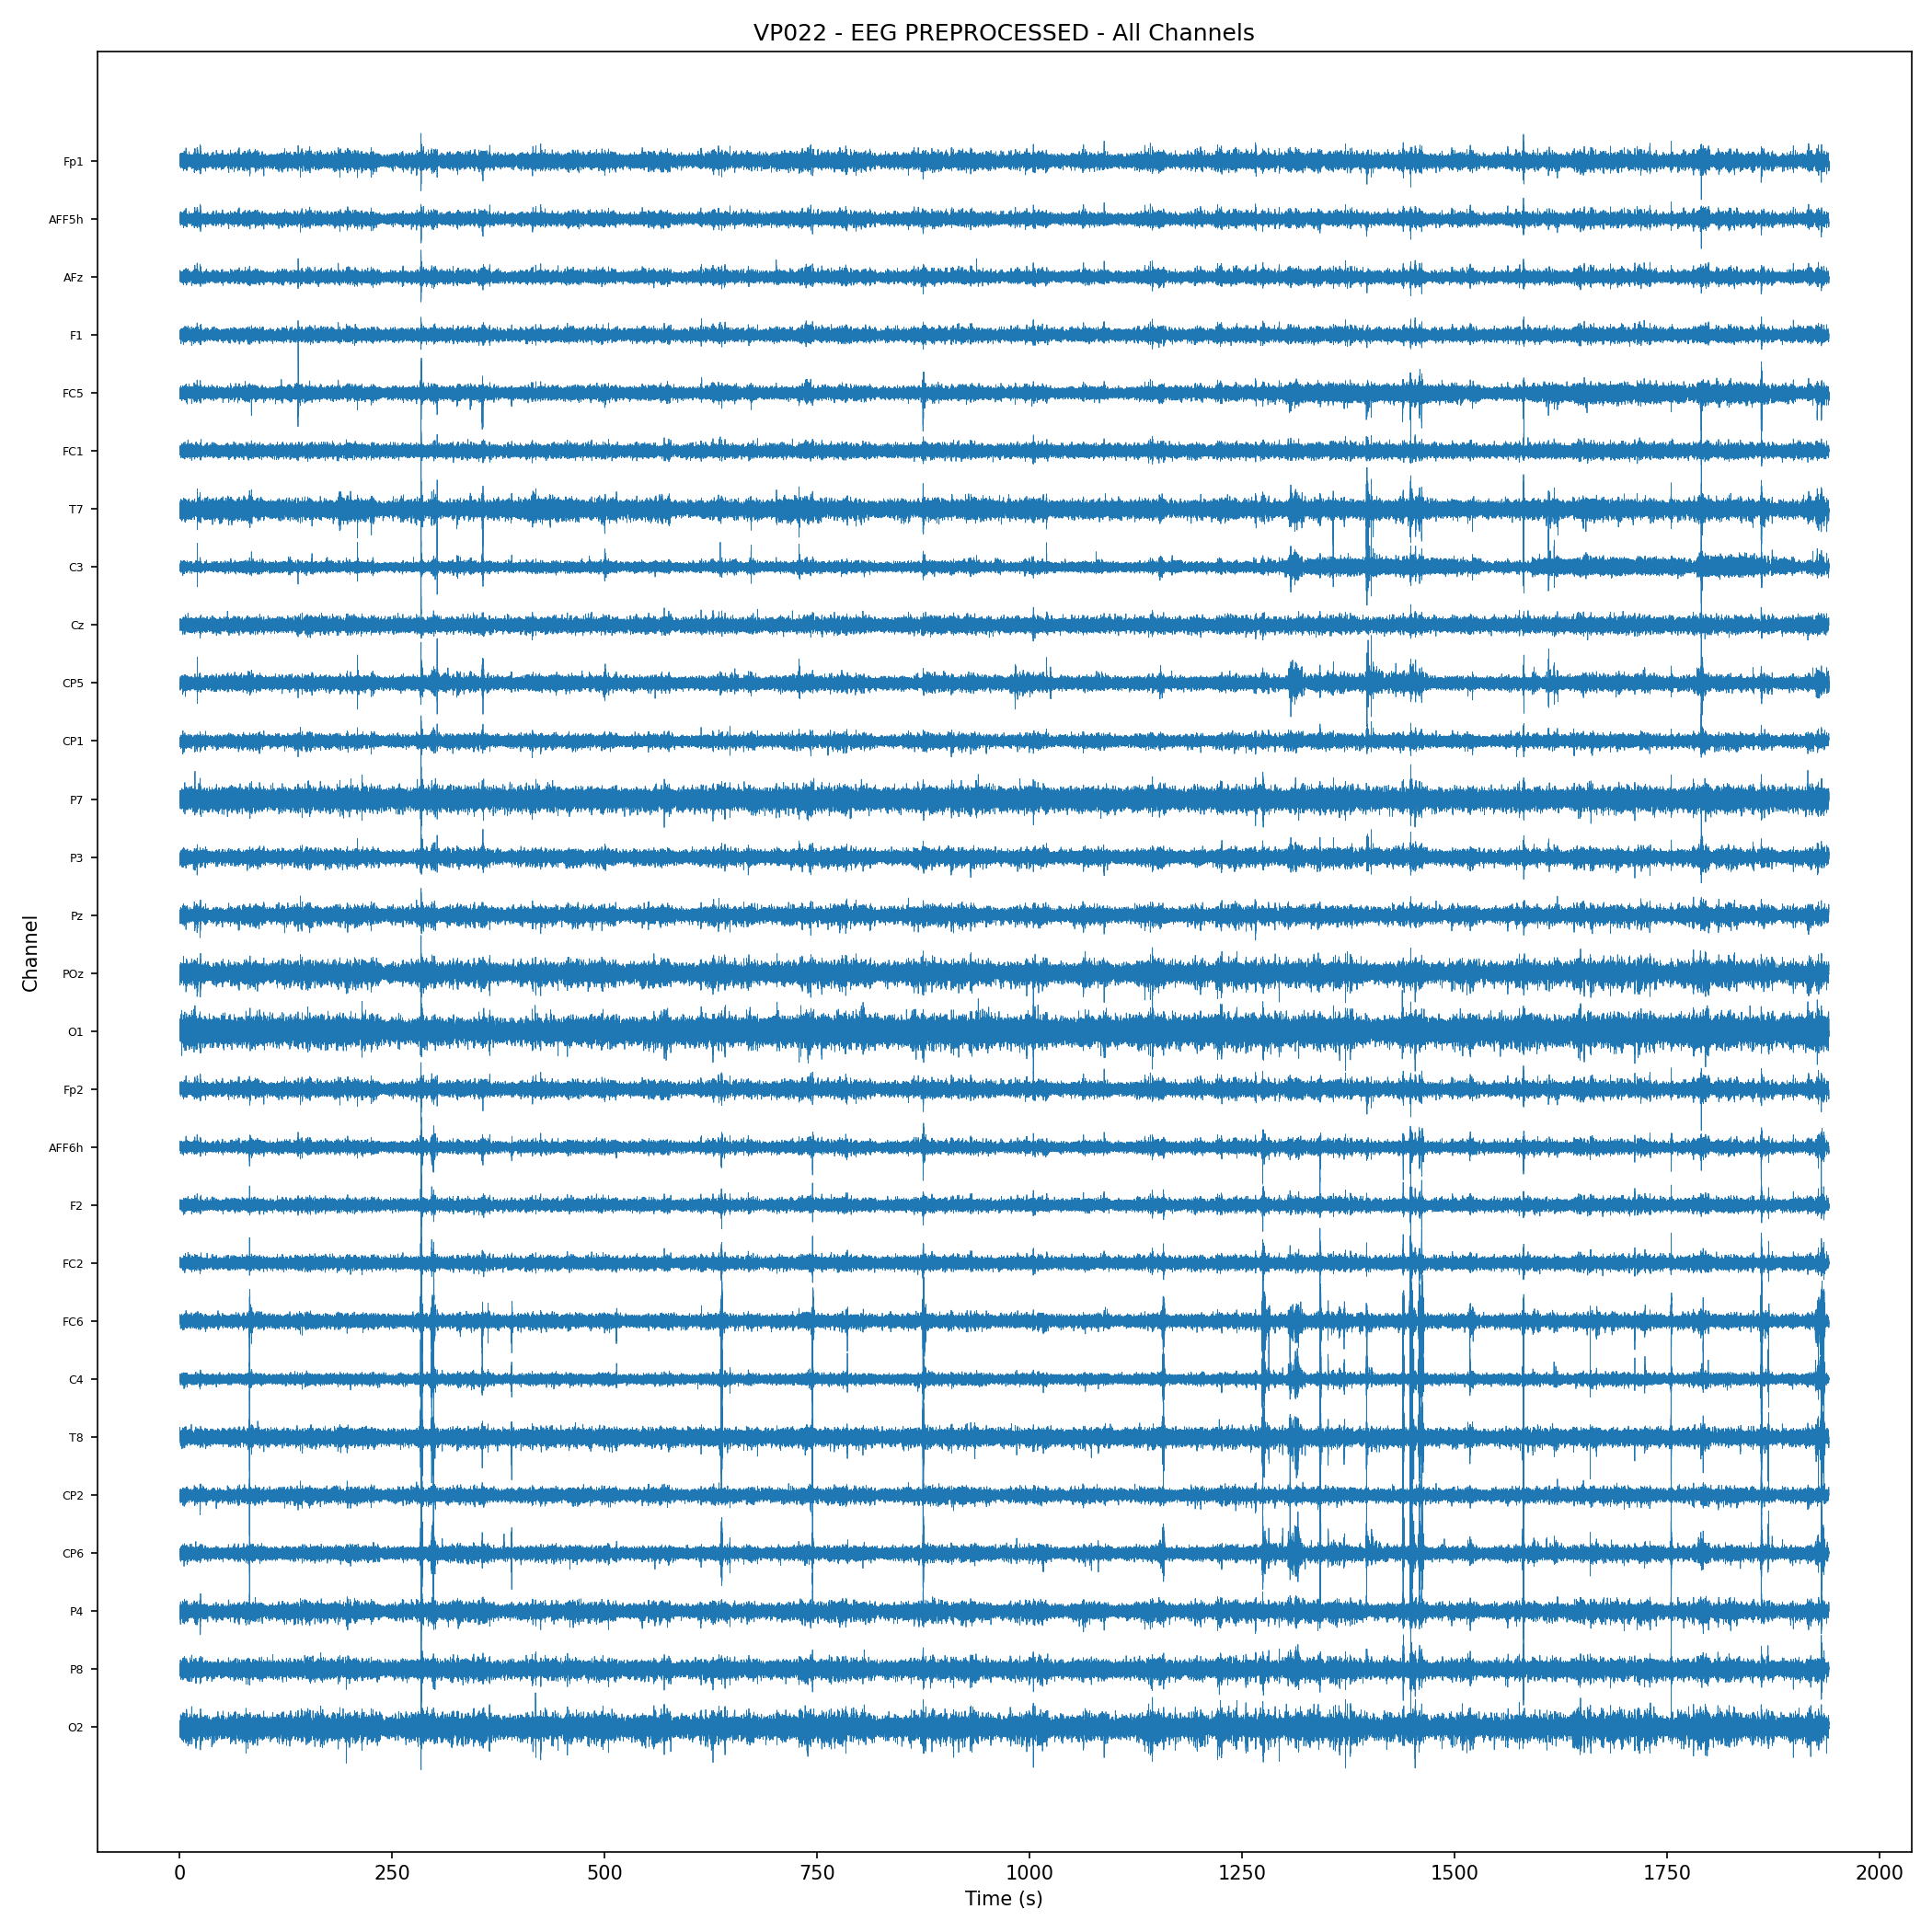 VP022 - EEG PREPROCESSED - All Channels
Fp1
AFF5h
AFz
F1
FC5
FC1
T7
C3
Cz
CP5
CP1
P7
P3
Pz
POz
O1
Fp2
AFF6h
F2
FC2
FC6
C4
T8
CP2
CP6
P4
P8
O2
Channel
0 250 500 750 1000 1250 1500 1750 2000
Time (s)